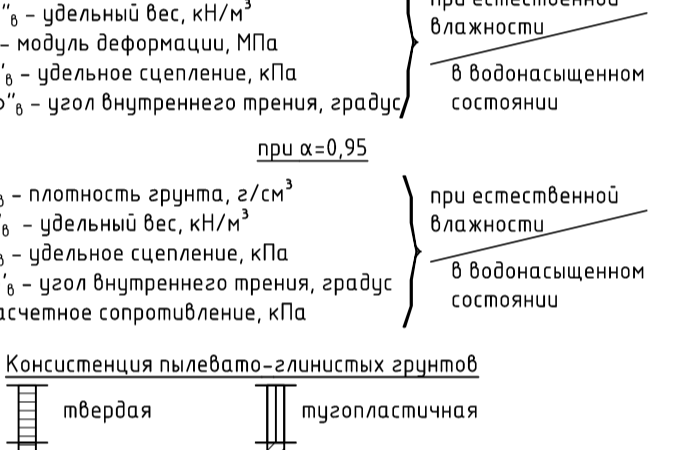 "в – удельный вес, кН/м³
– модуль деформации, МПа
'в – удельное сцепление, кПа
"в – угол внутреннего трения, градус
при естественной
влажности
в водонасыщенном
состоянии
при α=0,95
в – плотность грунта, г/см³
'в – удельный вес, кН/м³
в – удельное сцепление, кПа
'в – угол внутреннего трения, градус
асчетное сопротивление, кПа
при естественной
влажности
в водонасыщенном
состоянии
Консистенция пылевато-глинистых грунтов
твердая
тугопластичная